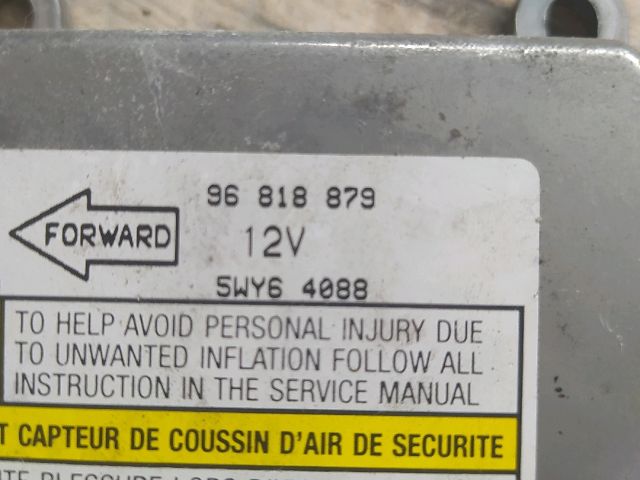 96 818 879
FORWARD
12V
5WY6 4088
TO HELP AVOID PERSONAL INJURY DUE
TO UNWANTED INFLATION FOLLOW ALL
INSTRUCTION IN THE SERVICE MANUAL
CAPTEUR DE COUSSIN D'AIR DE SECURITE